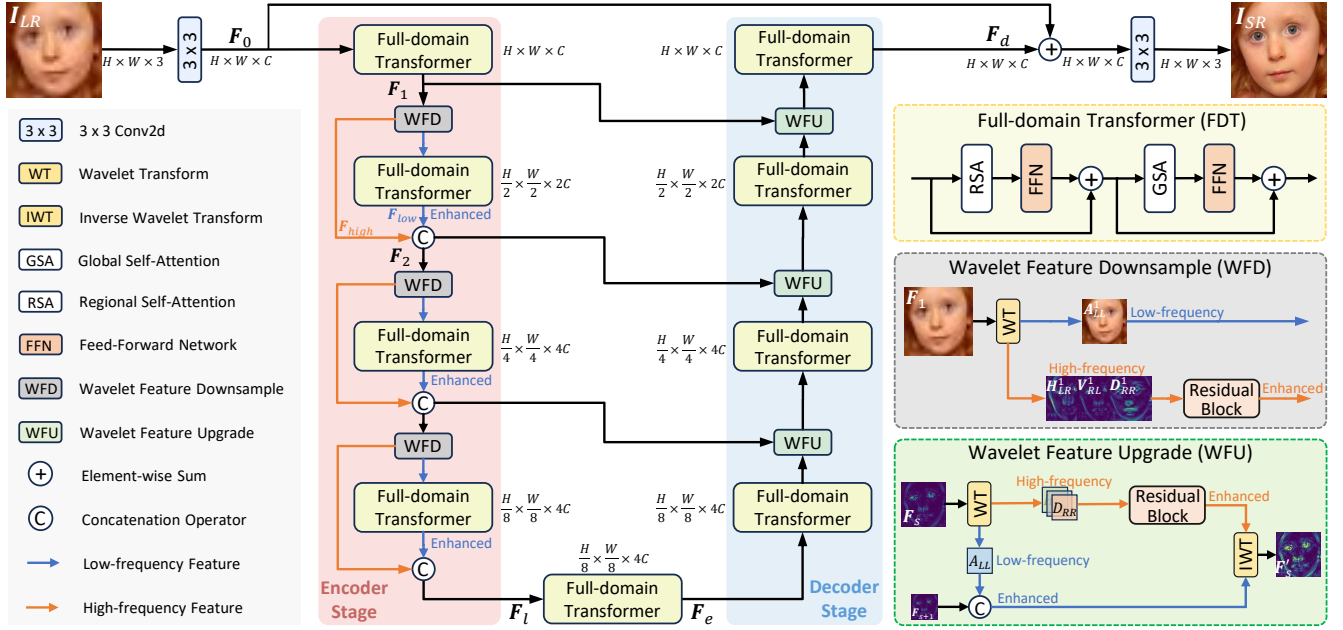 I_LR
H × W × 3
3 x 3
F_0
H × W × C
Full-domain
Transformer
H × W × C
H × W × C
Full-domain
Transformer
F_d
H × W × C
+
H × W × C
3 x 3
H × W × 3
I_SR
F_1
WFD
WFU
Full-domain
Transformer
H/2 × W/2 × 2C
H/2 × W/2 × 2C
Full-domain
Transformer
F_low Enhanced
F_high
C
F_2
WFD
WFU
Full-domain
Transformer
H/4 × W/4 × 4C
H/4 × W/4 × 4C
Full-domain
Transformer
Enhanced
C
WFD
WFU
Full-domain
Transformer
H/8 × W/8 × 4C
H/8 × W/8 × 4C
Full-domain
Transformer
Enhanced
C
Encoder
Stage
F_l
H/8 × W/8 × 4C
Full-domain
Transformer
F_e
Decoder
Stage
3 x 3 3 x 3 Conv2d
WT Wavelet Transform
IWT Inverse Wavelet Transform
GSA Global Self-Attention
RSA Regional Self-Attention
FFN Feed-Forward Network
WFD Wavelet Feature Downsample
WFU Wavelet Feature Upgrade
+ Element-wise Sum
C Concatenation Operator
Low-frequency Feature
High-frequency Feature
Full-domain Transformer (FDT)
RSA
FFN
+
GSA
FFN
+
Wavelet Feature Downsample (WFD)
F_1
WT
A^1_LL
Low-frequency
High-frequency
H^1_LR, V^1_RL, D^1_RR
Residual
Block
Enhanced
Wavelet Feature Upgrade (WFU)
F_s
WT
High-frequency
D_RR
Residual
Block
Enhanced
A_LL
Low-frequency
IWT
F'_s
F_s+1
C
Enhanced